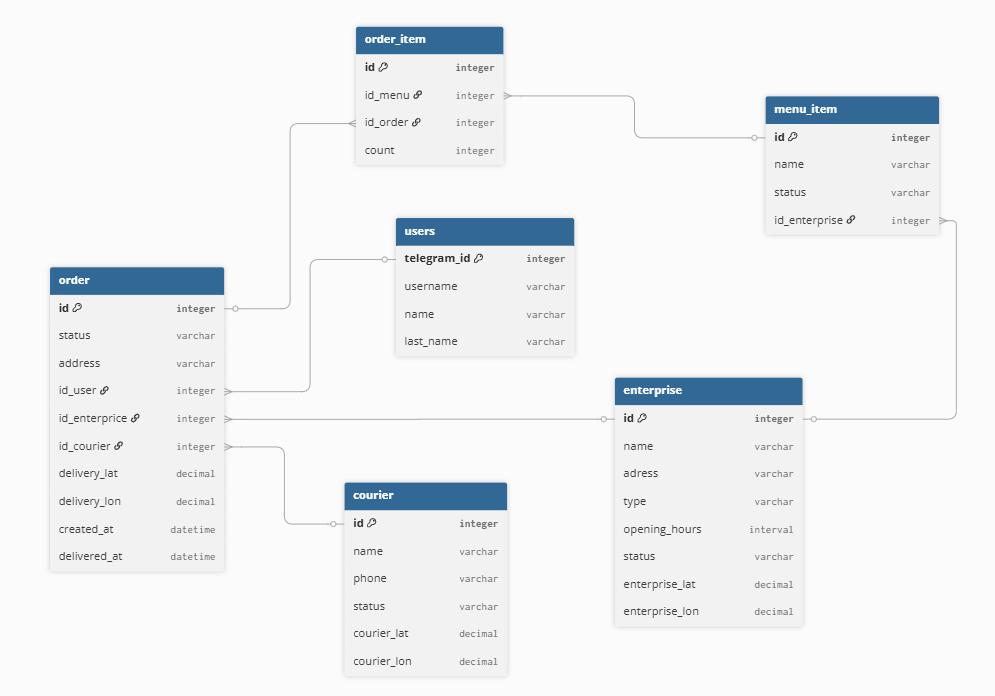 order_item
id integer
id_menu integer
id_order integer
count integer
menu_item
id integer
name varchar
status varchar
id_enterprise integer
users
telegram_id integer
username varchar
name varchar
last_name varchar
order
id integer
status varchar
address varchar
id_user integer
id_enterprice integer
id_courier integer
delivery_lat decimal
delivery_lon decimal
created_at datetime
delivered_at datetime
enterprise
id integer
name varchar
adress varchar
type varchar
opening_hours interval
status varchar
enterprise_lat decimal
enterprise_lon decimal
courier
id integer
name varchar
phone varchar
status varchar
courier_lat decimal
courier_lon decimal